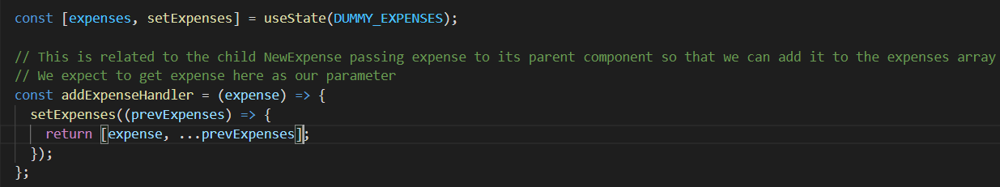 const [expenses, setExpenses] = useState(DUMMY_EXPENSES);
// This is related to the child NewExpense passing expense to its parent component so that we can add it to the expenses array
// We expect to get expense here as our parameter
const addExpenseHandler = (expense) => {
setExpenses((prevExpenses) => {
return [expense, ...prevExpenses];
});
};